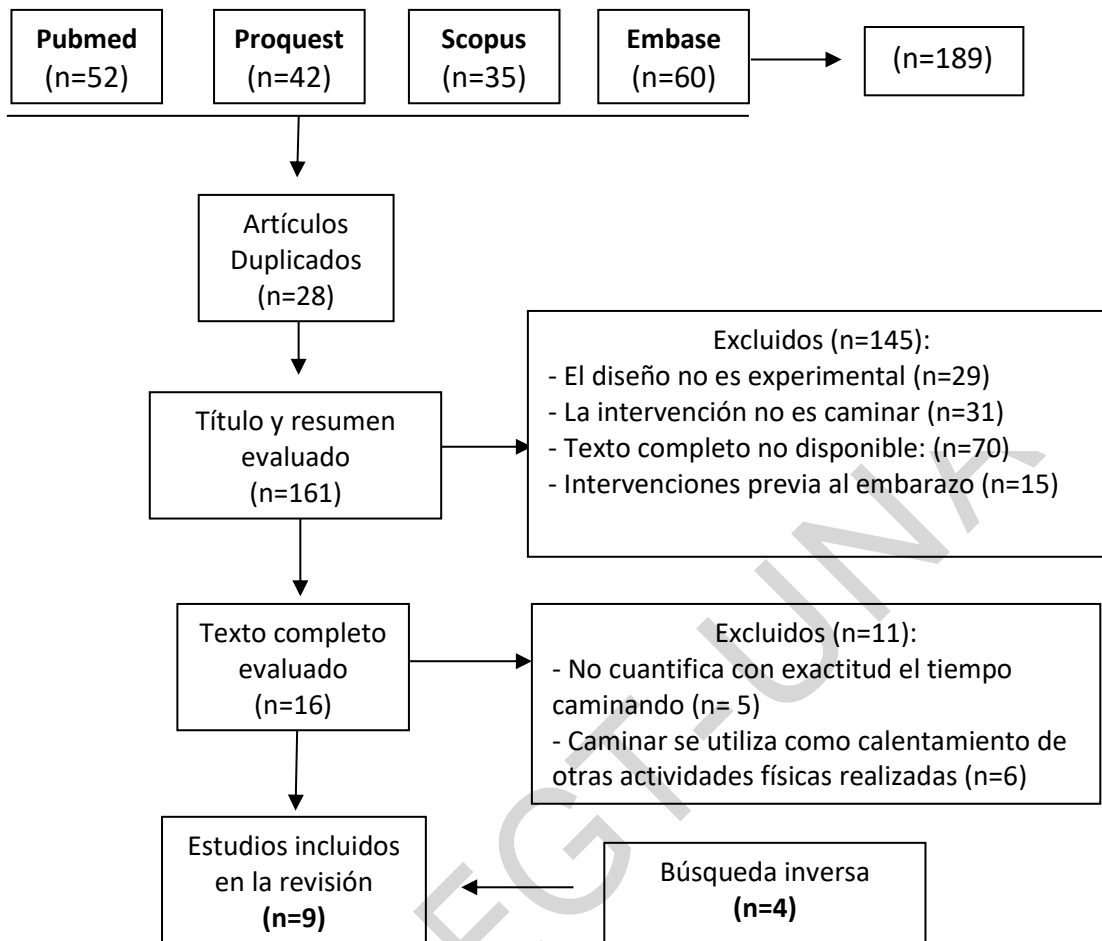 Pubmed
(n=52)
Proquest
(n=42)
Scopus
(n=35)
Embase
(n=60)
(n=189)
Artículos
Duplicados
(n=28)
Título y resumen
evaluado
(n=161)
Excluidos (n=145):
- El diseño no es experimental (n=29)
- La intervención no es caminar (n=31)
- Texto completo no disponible: (n=70)
- Intervenciones previa al embarazo (n=15)
Texto completo
evaluado
(n=16)
Excluidos (n=11):
- No cuantifica con exactitud el tiempo
caminando (n= 5)
- Caminar se utiliza como calentamiento de
otras actividades físicas realizadas (n=6)
Estudios incluidos
en la revisión
(n=9)
Búsqueda inversa
(n=4)
EGT-UNA